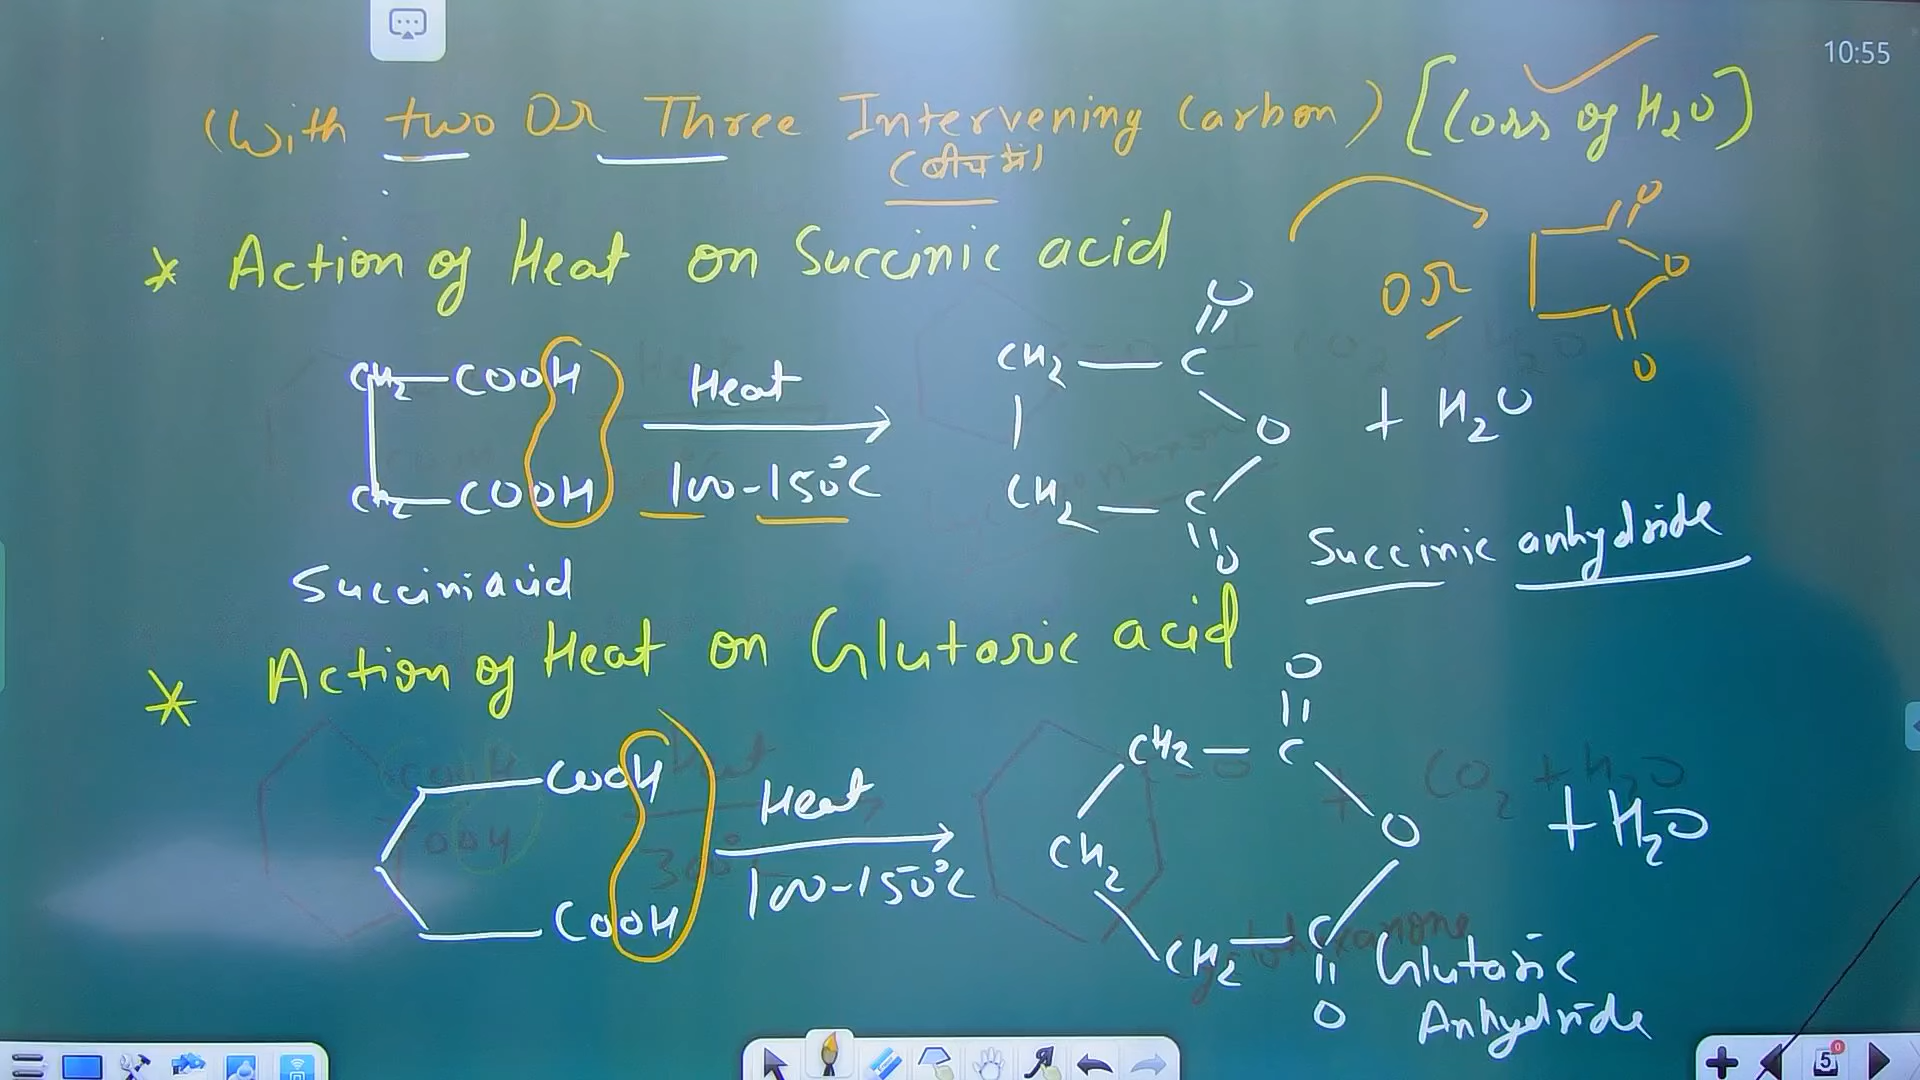 10:55
(With two Or Three Intervening Carbon) [Loss of H2O]
(बीच में)
* Action of Heat on Succinic acid
O
O
OR
O
O
CH2—COOH
Heat
CH2—C
O
+ H2O
CH2—COOH
100-150°C
CH2—C
O
Succinic anhydride
Succiniacid
* Action of Heat on Glutaric acid
O
COOH
Heat
CH2—C
CH2
O
+ H2O
COOH
100-150°C
CH2—C
Glutaric
O
Anhydride
5
0